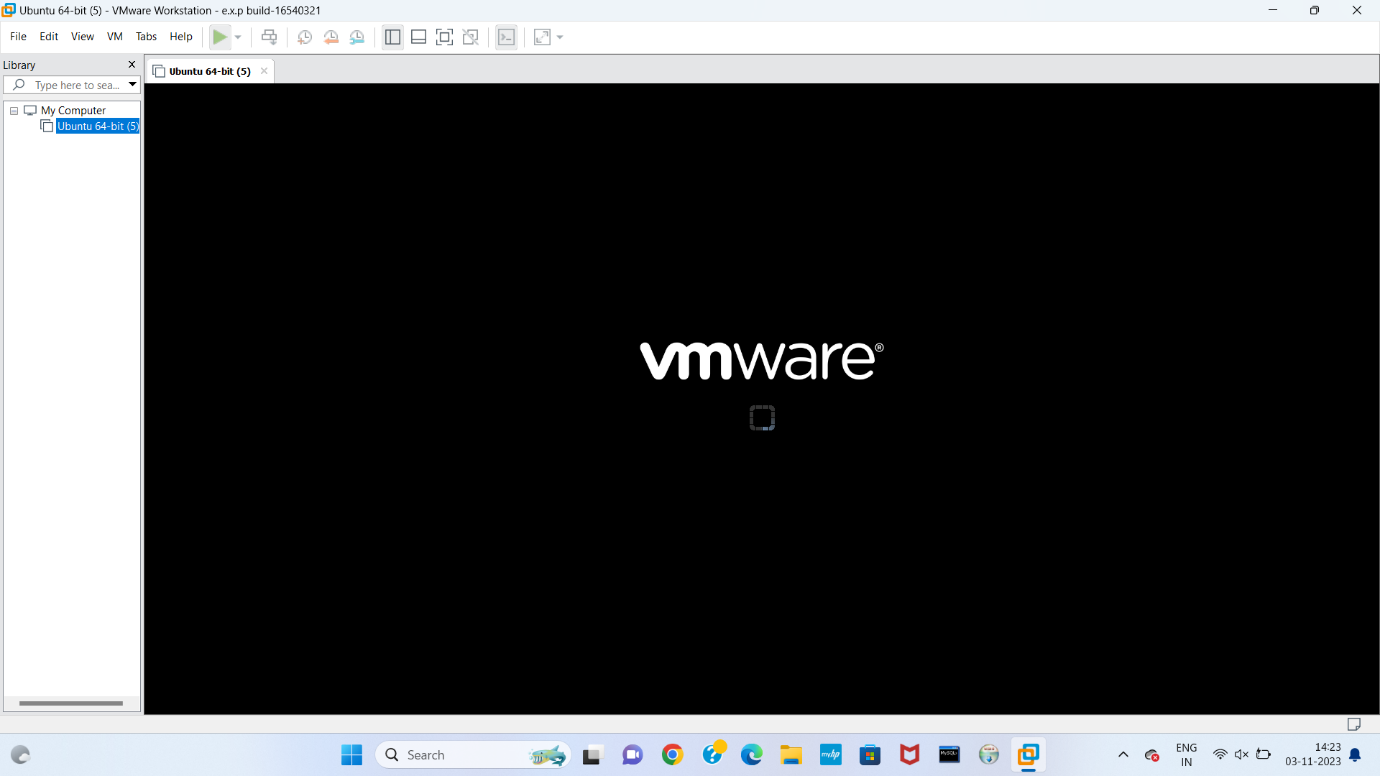 Ubuntu 64-bit (5) - VMware Workstation - e.x.p build-16540321
File Edit View VM Tabs Help
Library
Type here to sea...
Ubuntu 64-bit (5)
My Computer
Ubuntu 64-bit (5)
vmware®
Search
myhp
MySQL
ENG
IN
14:23
03-11-2023